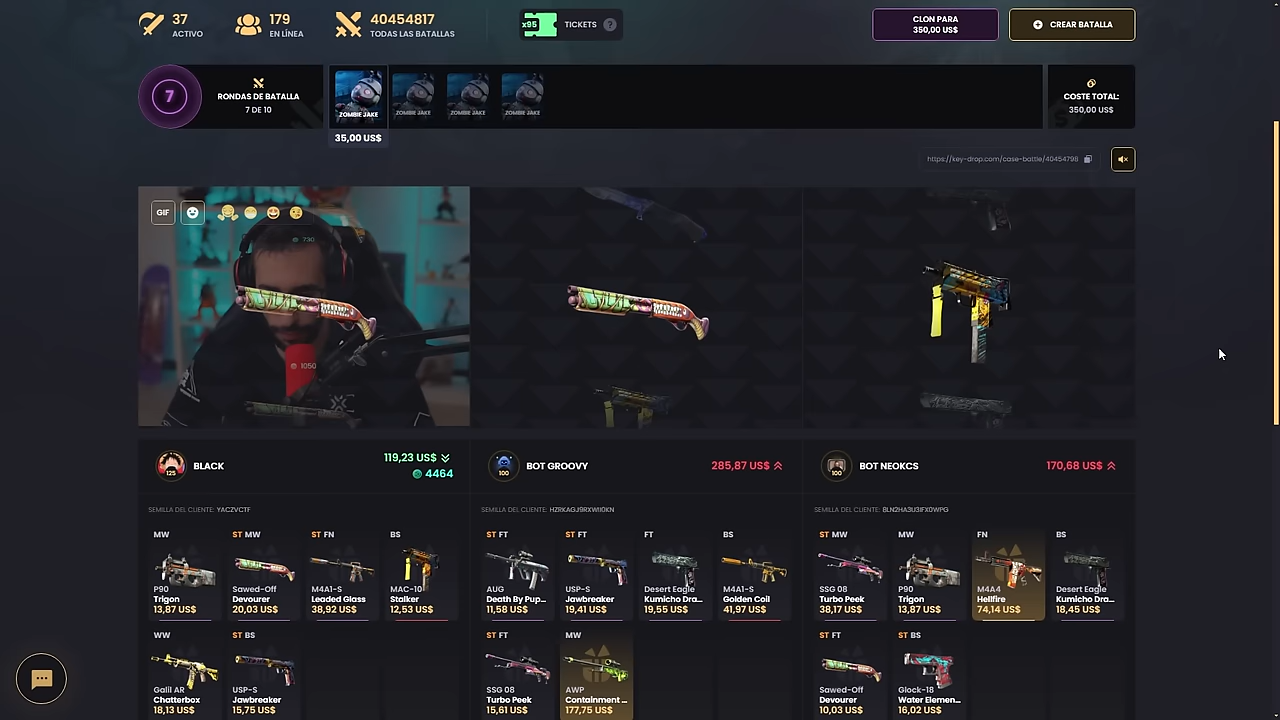 37
ACTIVO
179
EN LÍNEA
40454817
TODAS LAS BATALLAS
x95
TICKETS
?
CLON PARA
350,00 US$
CREAR BATALLA
7
RONDAS DE BATALLA
7 DE 10
ZOMBIE JAKE
ZOMBIE JAKE
ZOMBIE JAKE
ZOMBIE JAKE
35,00 US$
COSTE TOTAL:
350,00 US$
https://key-drop.com/case-battle/40454798
GIF
730
1050
125
BLACK
119,23 US$
4464
100
BOT GROOVY
285,87 US$
100
BOT NEOKCS
170,68 US$
SEMILLA DEL CLIENTE: YACZVCTF
SEMILLA DEL CLIENTE: HZRKAGJ9RXWII0KN
SEMILLA DEL CLIENTE: 8LN2HA3U3IFX0WPG
MW
P90
Trigon
13,87 US$
ST MW
Sawed-Off
Devourer
20,03 US$
ST FN
M4A1-S
Leaded Glass
38,92 US$
BS
MAC-10
Stalker
12,53 US$
ST FT
AUG
Death By Pup...
11,58 US$
ST FT
USP-S
Jawbreaker
19,41 US$
FT
Desert Eagle
Kumicho Dra...
19,55 US$
BS
M4A1-S
Golden Coil
41,97 US$
ST MW
SSG 08
Turbo Peek
38,17 US$
MW
P90
Trigon
13,87 US$
FN
M4A4
Hellfire
74,14 US$
BS
Desert Eagle
Kumicho Dra...
18,45 US$
WW
Galil AR
Chatterbox
18,13 US$
ST BS
USP-S
Jawbreaker
15,75 US$
ST FT
SSG 08
Turbo Peek
15,61 US$
MW
AWP
Containment ...
177,75 US$
ST FT
Sawed-Off
Devourer
10,03 US$
ST BS
Glock-18
Water Elemen...
16,02 US$